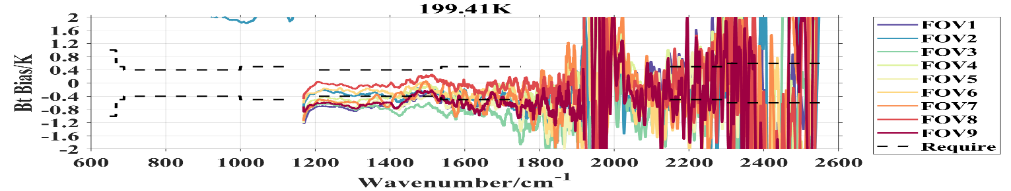 199.41K
2
1.6
1.2
0.8
0.4
0
-0.4
-0.8
-1.2
-1.6
-2
Bt Bias/K
600 800 1000 1200 1400 1600 1800 2000 2200 2400 2600
Wavenumber/cm⁻¹
FOV1
FOV2
FOV3
FOV4
FOV5
FOV6
FOV7
FOV8
FOV9
Require